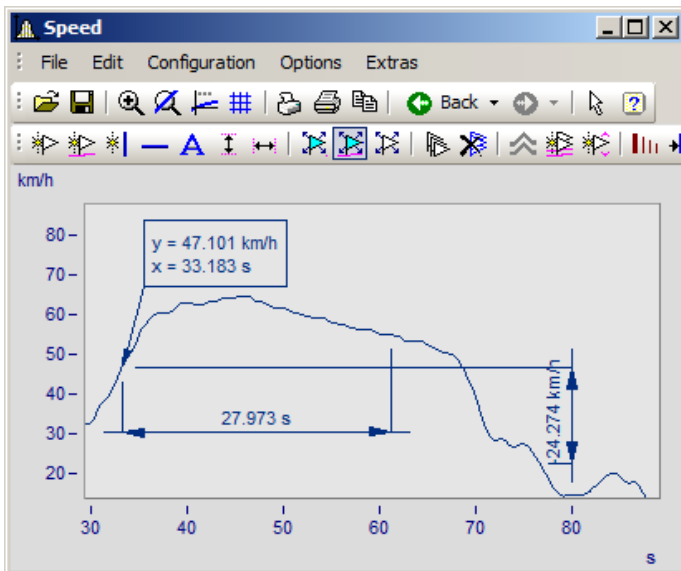 Speed
File Edit Configuration Options Extras
Back
A
km/h
y = 47.101 km/h
x = 33.183 s
80
70
60
50
40
30
20
27.973 s
-24.274 km/h
30 40 50 60 70 80
s